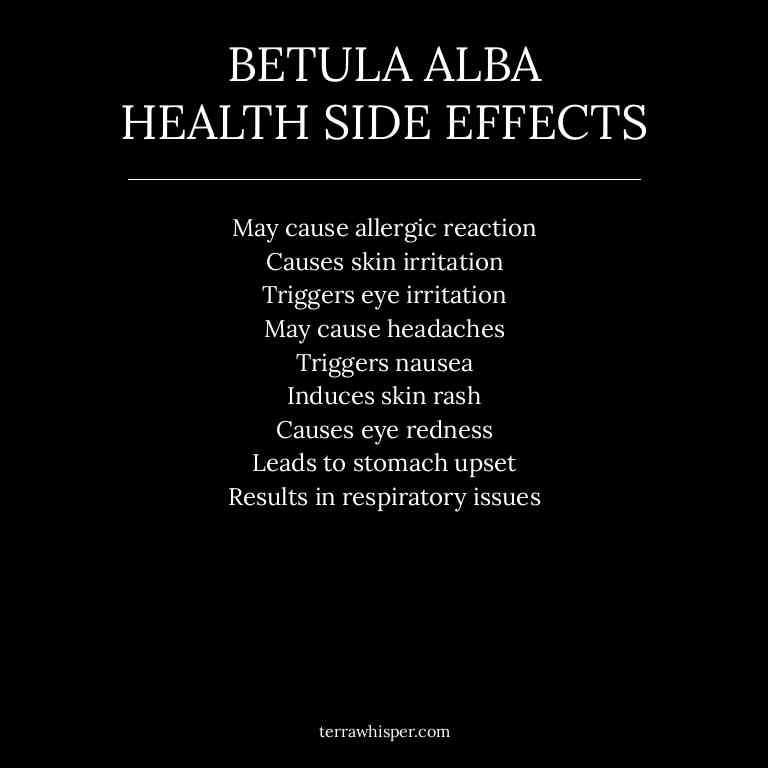 BETULA ALBA
HEALTH SIDE EFFECTS
May cause allergic reaction
Causes skin irritation
Triggers eye irritation
May cause headaches
Triggers nausea
Induces skin rash
Causes eye redness
Leads to stomach upset
Results in respiratory issues
terrawhisper.com